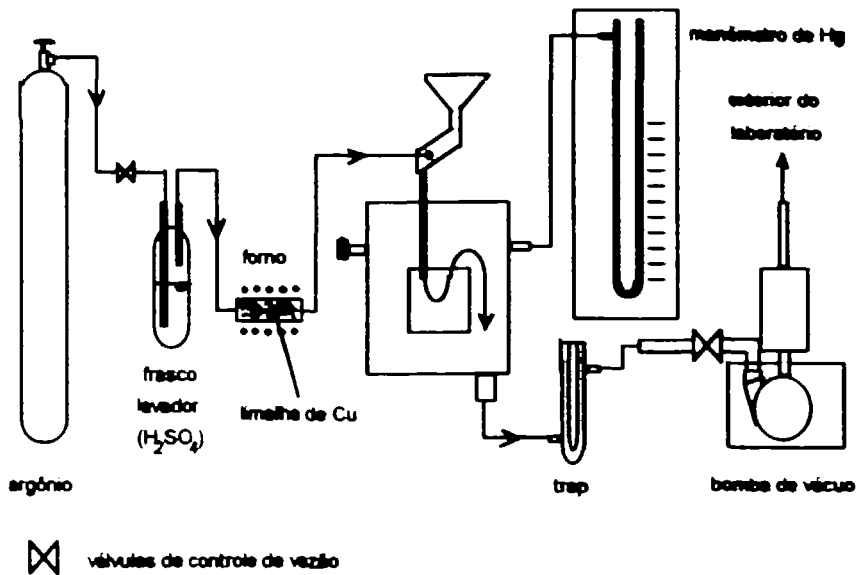 manômetro de Hg
exterior do
laboratório
forno
frasco
lavador
(H₂SO₄)
limalha de Cu
argônio
trap
bomba de vácuo
válvulas de controle de vazão